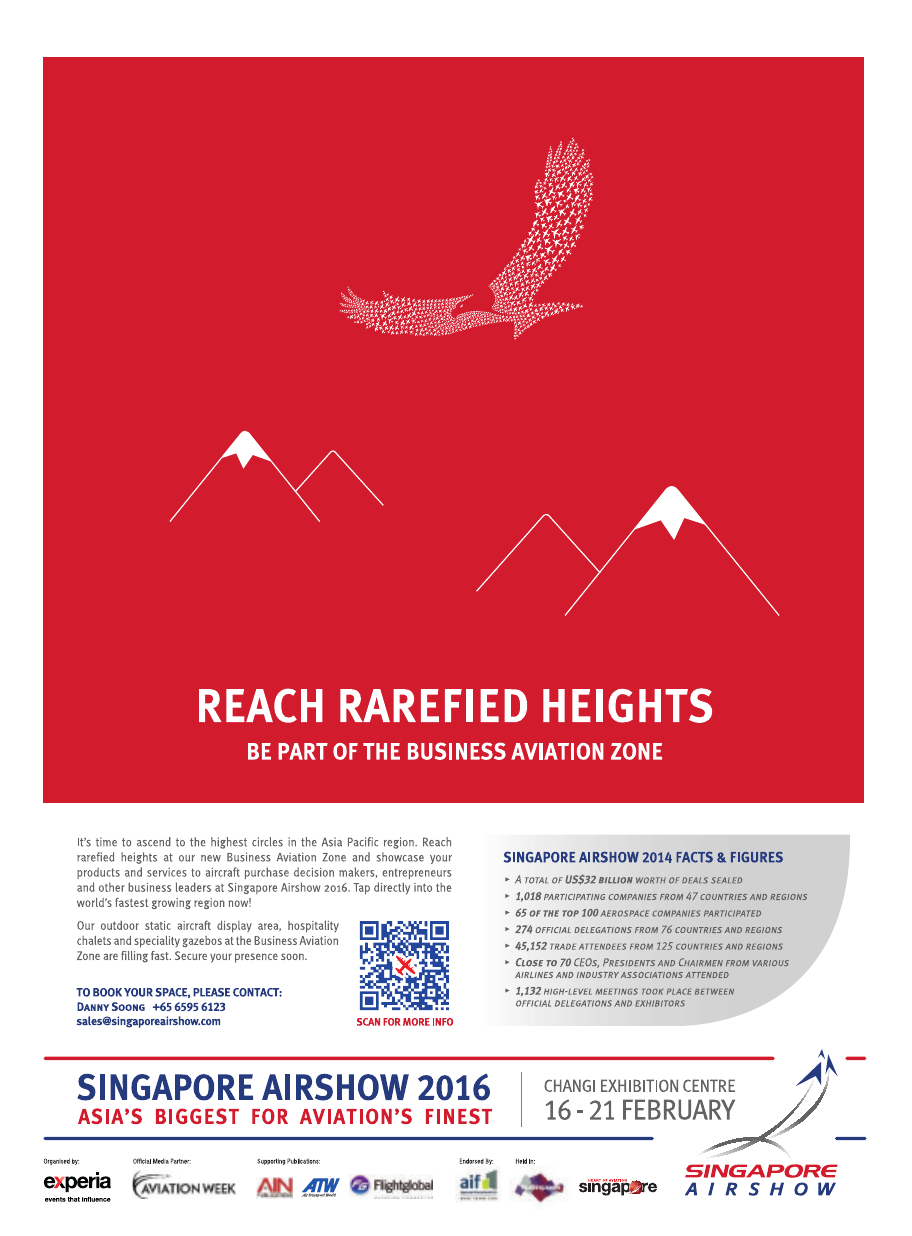 REACH RAREFIED HEIGHTS
BE PART OF THE BUSINESS AVIATION ZONE
It's time to ascend to the highest circles in the Asia Pacific region. Reach
rarefied heights at our new Business Aviation Zone and showcase your
products and services to aircraft purchase decision makers, entrepreneurs
and other business leaders at Singapore Airshow 2016. Tap directly into the
world's fastest growing region now!
Our outdoor static aircraft display area, hospitality
chalets and speciality gazebos at the Business Aviation
Zone are filling fast. Secure your presence soon.
TO BOOK YOUR SPACE, PLEASE CONTACT:
DANNY SOONG +65 6595 6123
sales@singaporeairshow.com
SCAN FOR MORE INFO
SINGAPORE AIRSHOW 2014 FACTS & FIGURES
▸ A TOTAL OF US$32 BILLION WORTH OF DEALS SEALED
▸ 1,018 PARTICIPATING COMPANIES FROM 47 COUNTRIES AND REGIONS
▸ 65 OF THE TOP 100 AEROSPACE COMPANIES PARTICIPATED
▸ 274 OFFICIAL DELEGATIONS FROM 76 COUNTRIES AND REGIONS
▸ 45,152 TRADE ATTENDEES FROM 125 COUNTRIES AND REGIONS
▸ CLOSE TO 70 CEOS, PRESIDENTS AND CHAIRMEN FROM VARIOUS
AIRLINES AND INDUSTRY ASSOCIATIONS ATTENDED
▸ 1,132 HIGH-LEVEL MEETINGS TOOK PLACE BETWEEN
OFFICIAL DELEGATIONS AND EXHIBITORS
SINGAPORE AIRSHOW 2016
ASIA'S BIGGEST FOR AVIATION'S FINEST
CHANGI EXHIBITION CENTRE
16 - 21 FEBRUARY
Organised by:
experia
events that influence
Official Media Partner:
AVIATION WEEK
Supporting Publications:
AIN
ATW
Air Transport World
Flightglobal
Endorsed By:
aif
Held in:
HEART OF AVIATION
singapore
SINGAPORE
AIRSHOW